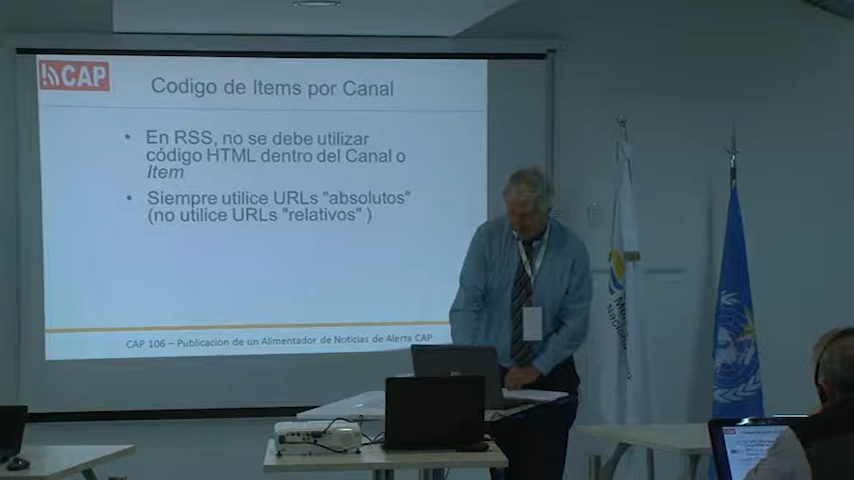 CAP
Codigo de Items por Canal
• En RSS, no se debe utilizar
código HTML dentro del Canal o
Item
• Siempre utilice URLs "absolutos"
(no utilice URLs "relativos" )
CAP 106 – Publicación de un Alimentador de Noticias de Alerta CAP